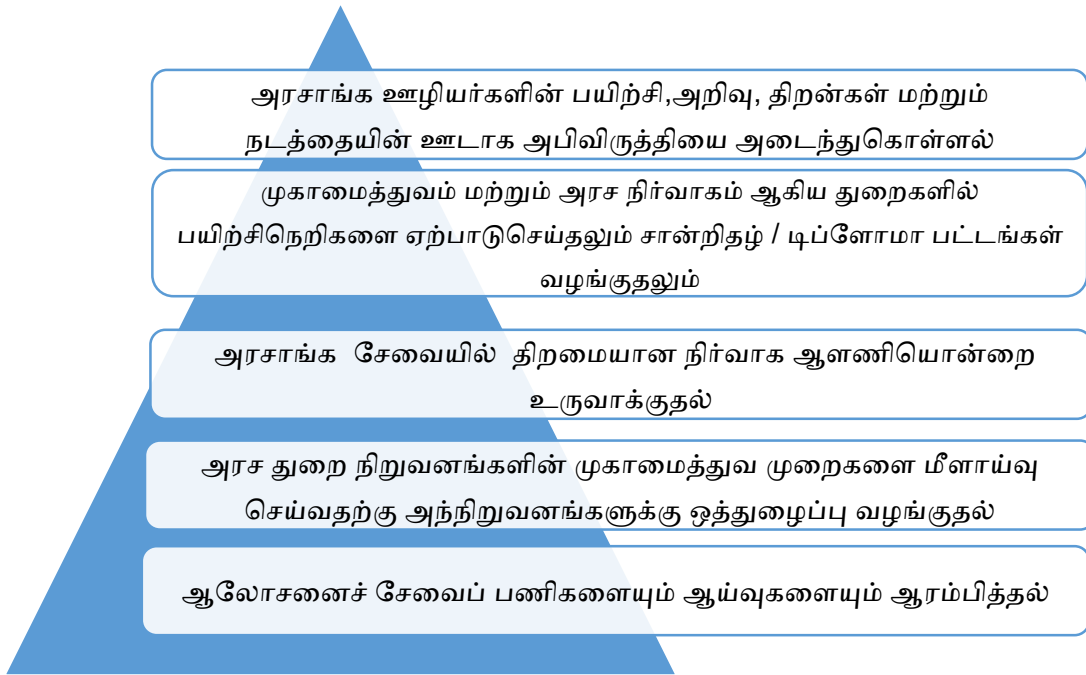 அரசாங்க ஊழியர்களின் பயிற்சி,அறிவு, திறன்கள் மற்றும்
நடத்தையின் ஊடாக அபிவிருத்தியை அடைந்துகொள்ளல்
முகாமைத்துவம் மற்றும் அரச நிர்வாகம் ஆகிய துறைகளில்
பயிற்சிநெறிகளை ஏற்பாடுசெய்தலும் சான்றிதழ் / டிப்ளோமா பட்டங்கள்
வழங்குதலும்
அரசாங்க சேவையில் திறமையான நிர்வாக ஆளணியொன்றை
உருவாக்குதல்
அரச துறை நிறுவனங்களின் முகாமைத்துவ முறைகளை மீளாய்வு
செய்வதற்கு அந்நிறுவனங்களுக்கு ஒத்துழைப்பு வழங்குதல்
ஆலோசனைச் சேவைப் பணிகளையும் ஆய்வுகளையும் ஆரம்பித்தல்